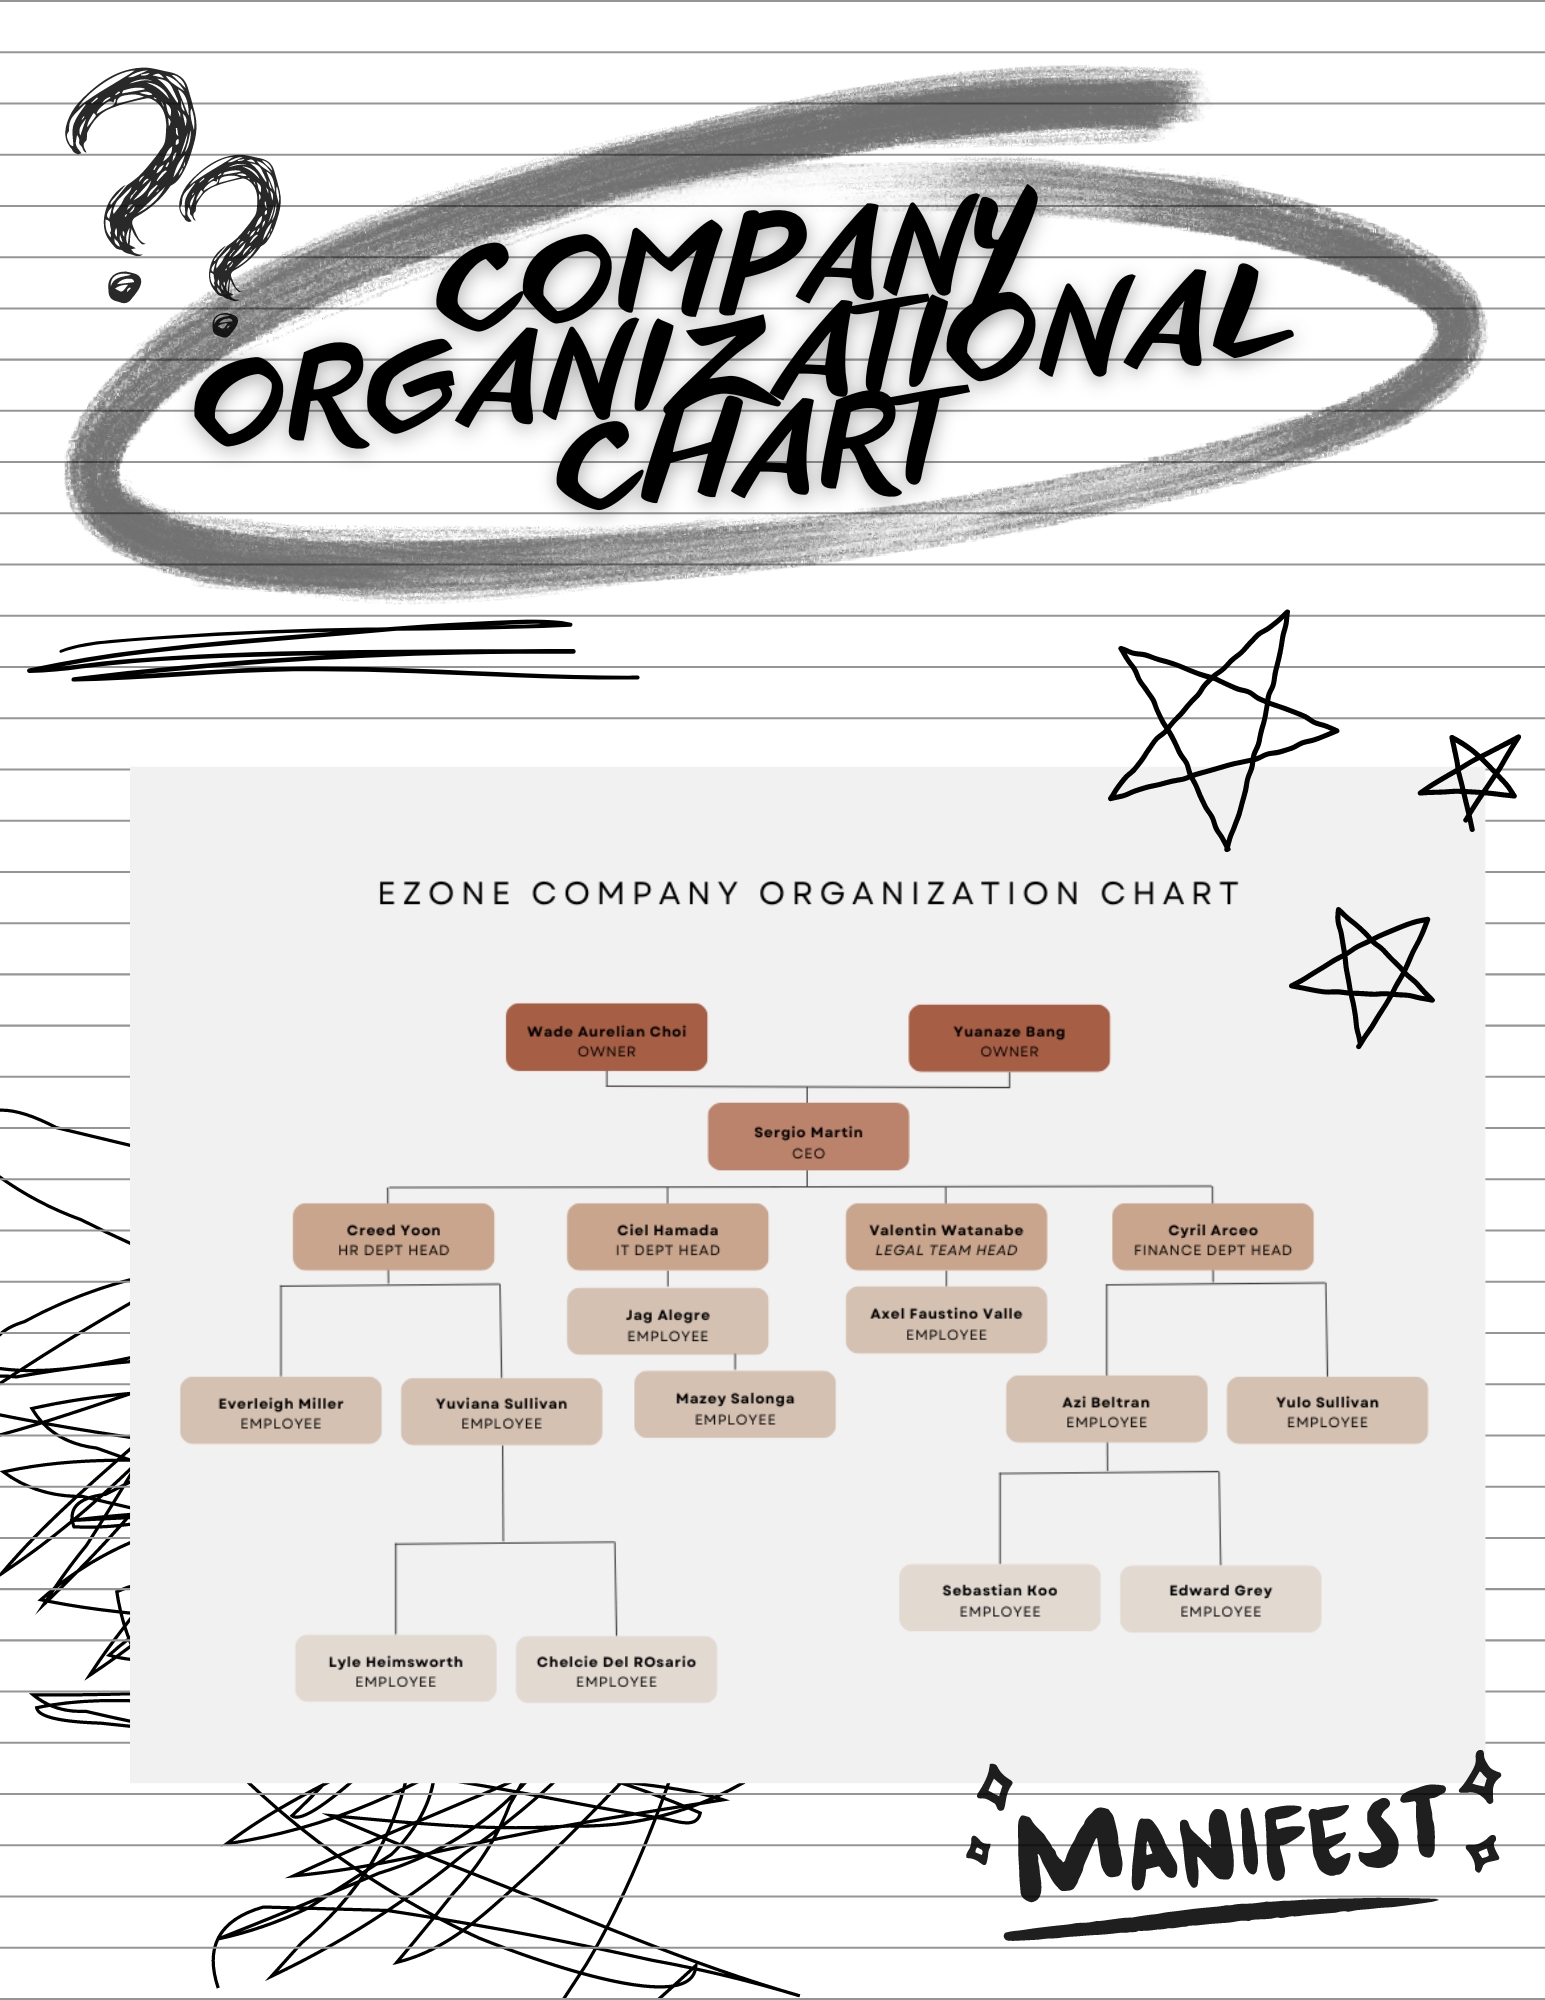 COMPANY
ORGANIZATIONAL
CHART
EZONE COMPANY ORGANIZATION CHART
Wade Aurelian Choi
OWNER
Yuanaze Bang
OWNER
Sergio Martin
CEO
Creed Yoon
HR DEPT HEAD
Ciel Hamada
IT DEPT HEAD
Valentin Watanabe
LEGAL TEAM HEAD
Cyril Arceo
FINANCE DEPT HEAD
Jag Alegre
EMPLOYEE
Axel Faustino Valle
EMPLOYEE
Everleigh Miller
EMPLOYEE
Yuviana Sullivan
EMPLOYEE
Mazey Salonga
EMPLOYEE
Azi Beltran
EMPLOYEE
Yulo Sullivan
EMPLOYEE
Sebastian Koo
EMPLOYEE
Edward Grey
EMPLOYEE
Lyle Heimsworth
EMPLOYEE
Chelcie Del ROsario
EMPLOYEE
MANIFEST